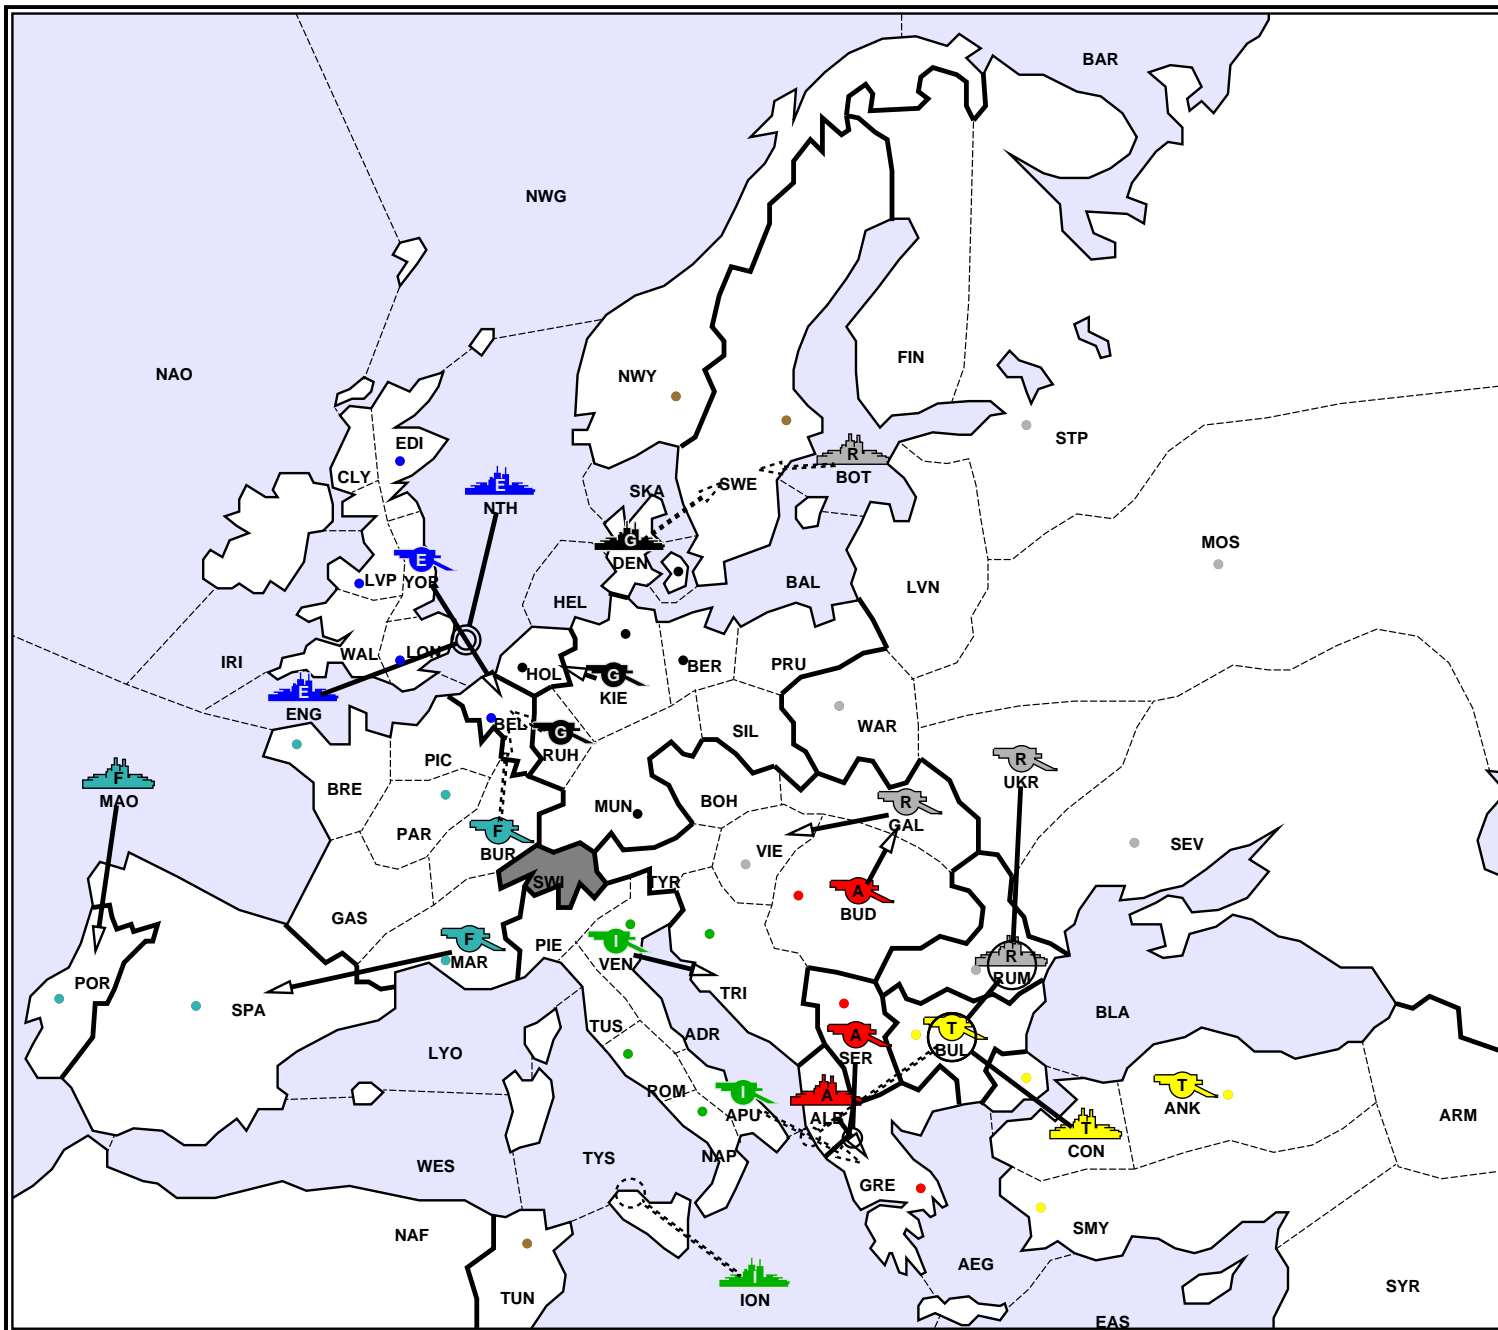 BAR
NWG
NAO
NWY
FIN
STP
EDI
CLY
SKA
SWE
R
BOT
E
NTH
G
DEN
MOS
E
YOR
LVP
HEL
BAL
LVN
IRI
WAL
LON
HOL
G
KIE
BER
PRU
E
ENG
BEL
G
RUH
SIL
WAR
F
MAO
PIC
BRE
R
UKR
MUN
BOH
R
GAL
PAR
F
BUR
VIE
SEV
SWI
TYR
A
BUD
GAS
F
MAR
PIE
I
VEN
R
RUM
POR
SPA
TRI
BLA
TUS
ADR
A
SER
T
BUL
LYO
ROM
I
APU
A
ALB
T
ANK
ARM
T
CON
WES
TYS
NAP
GRE
SMY
NAF
AEG
TUN
I
ION
SYR
EAS